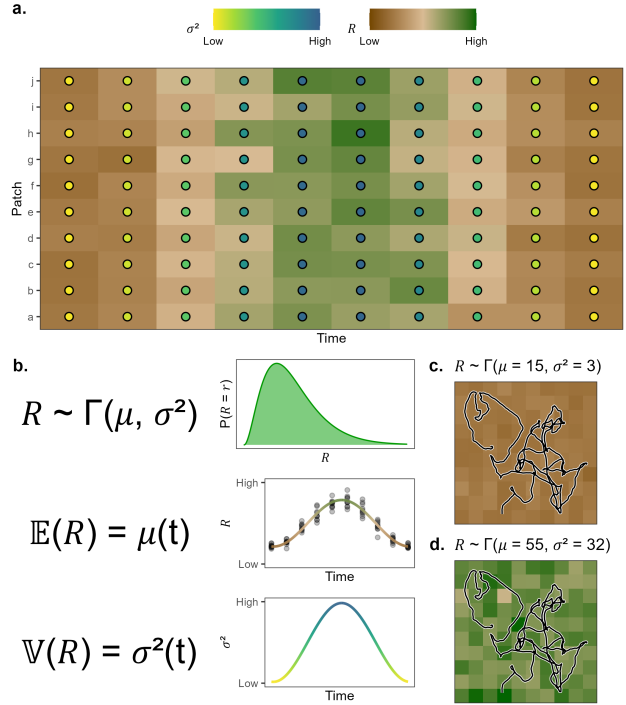 a.
σ² Low High
R Low High
Patch
j
i
h
g
f
e
d
c
b
a
Time
b.
R ~ Γ(μ, σ²)
P(R = r)
R
𝔼(R) = μ(t)
High
R
Low
Time
𝕍(R) = σ²(t)
High
σ²
Low
Time
c. R ~ Γ(μ = 15, σ² = 3)
d. R ~ Γ(μ = 55, σ² = 32)